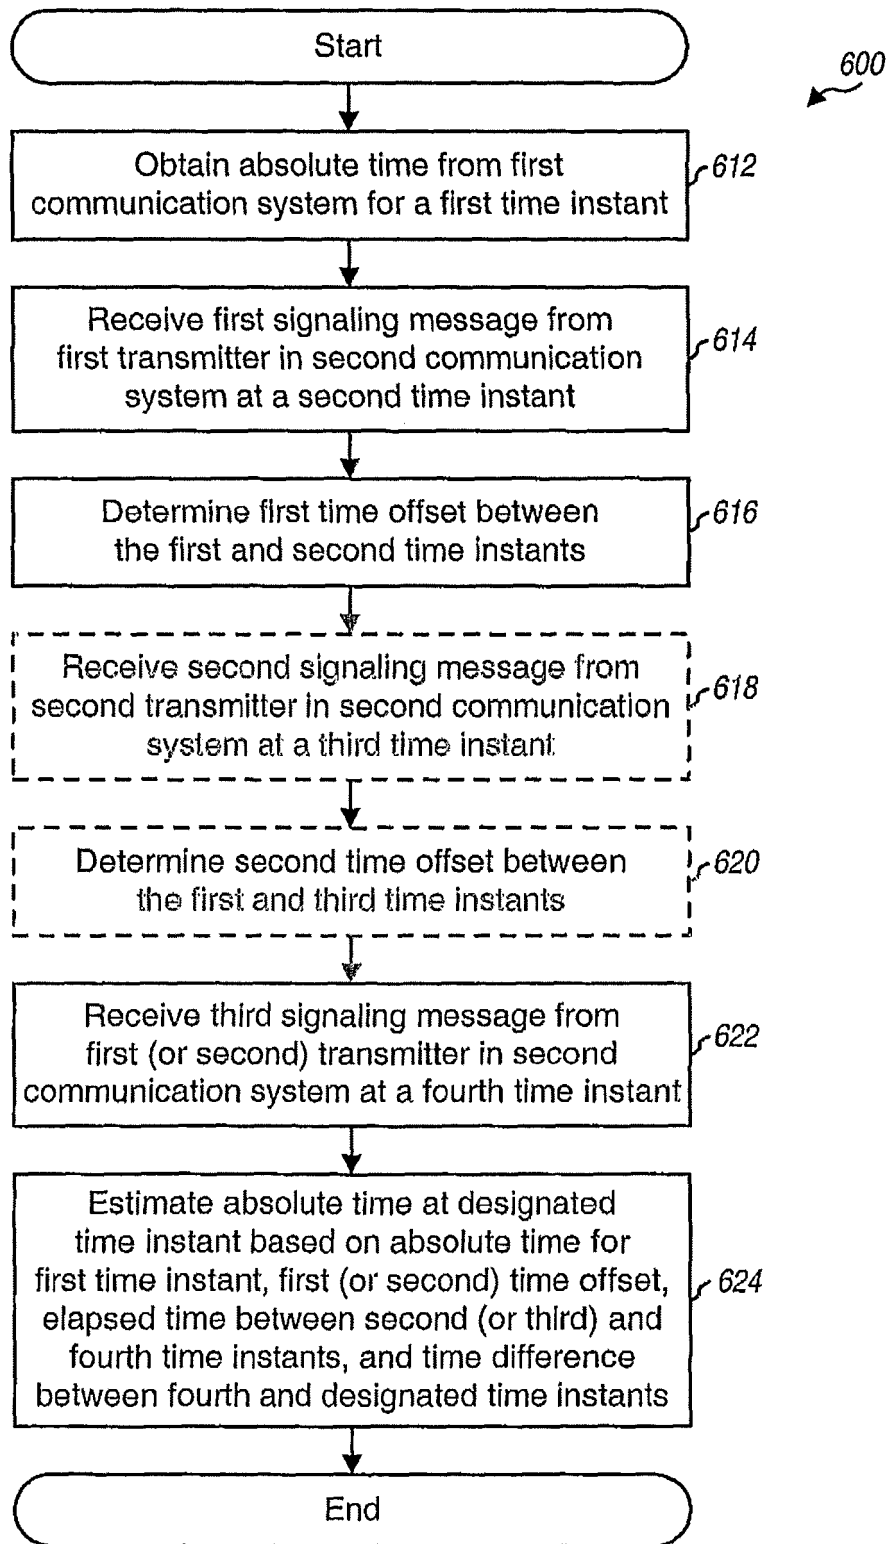 Start
600
Obtain absolute time from first
communication system for a first time instant
612
Receive first signaling message from
first transmitter in second communication
system at a second time instant
614
Determine first time offset between
the first and second time instants
616
Receive second signaling message from
second transmitter in second communication
system at a third time instant
618
Determine second time offset between
the first and third time instants
620
Receive third signaling message from
first (or second) transmitter in second
communication system at a fourth time instant
622
Estimate absolute time at designated
time instant based on absolute time for
first time instant, first (or second) time offset,
elapsed time between second (or third) and
fourth time instants, and time difference
between fourth and designated time instants
624
End